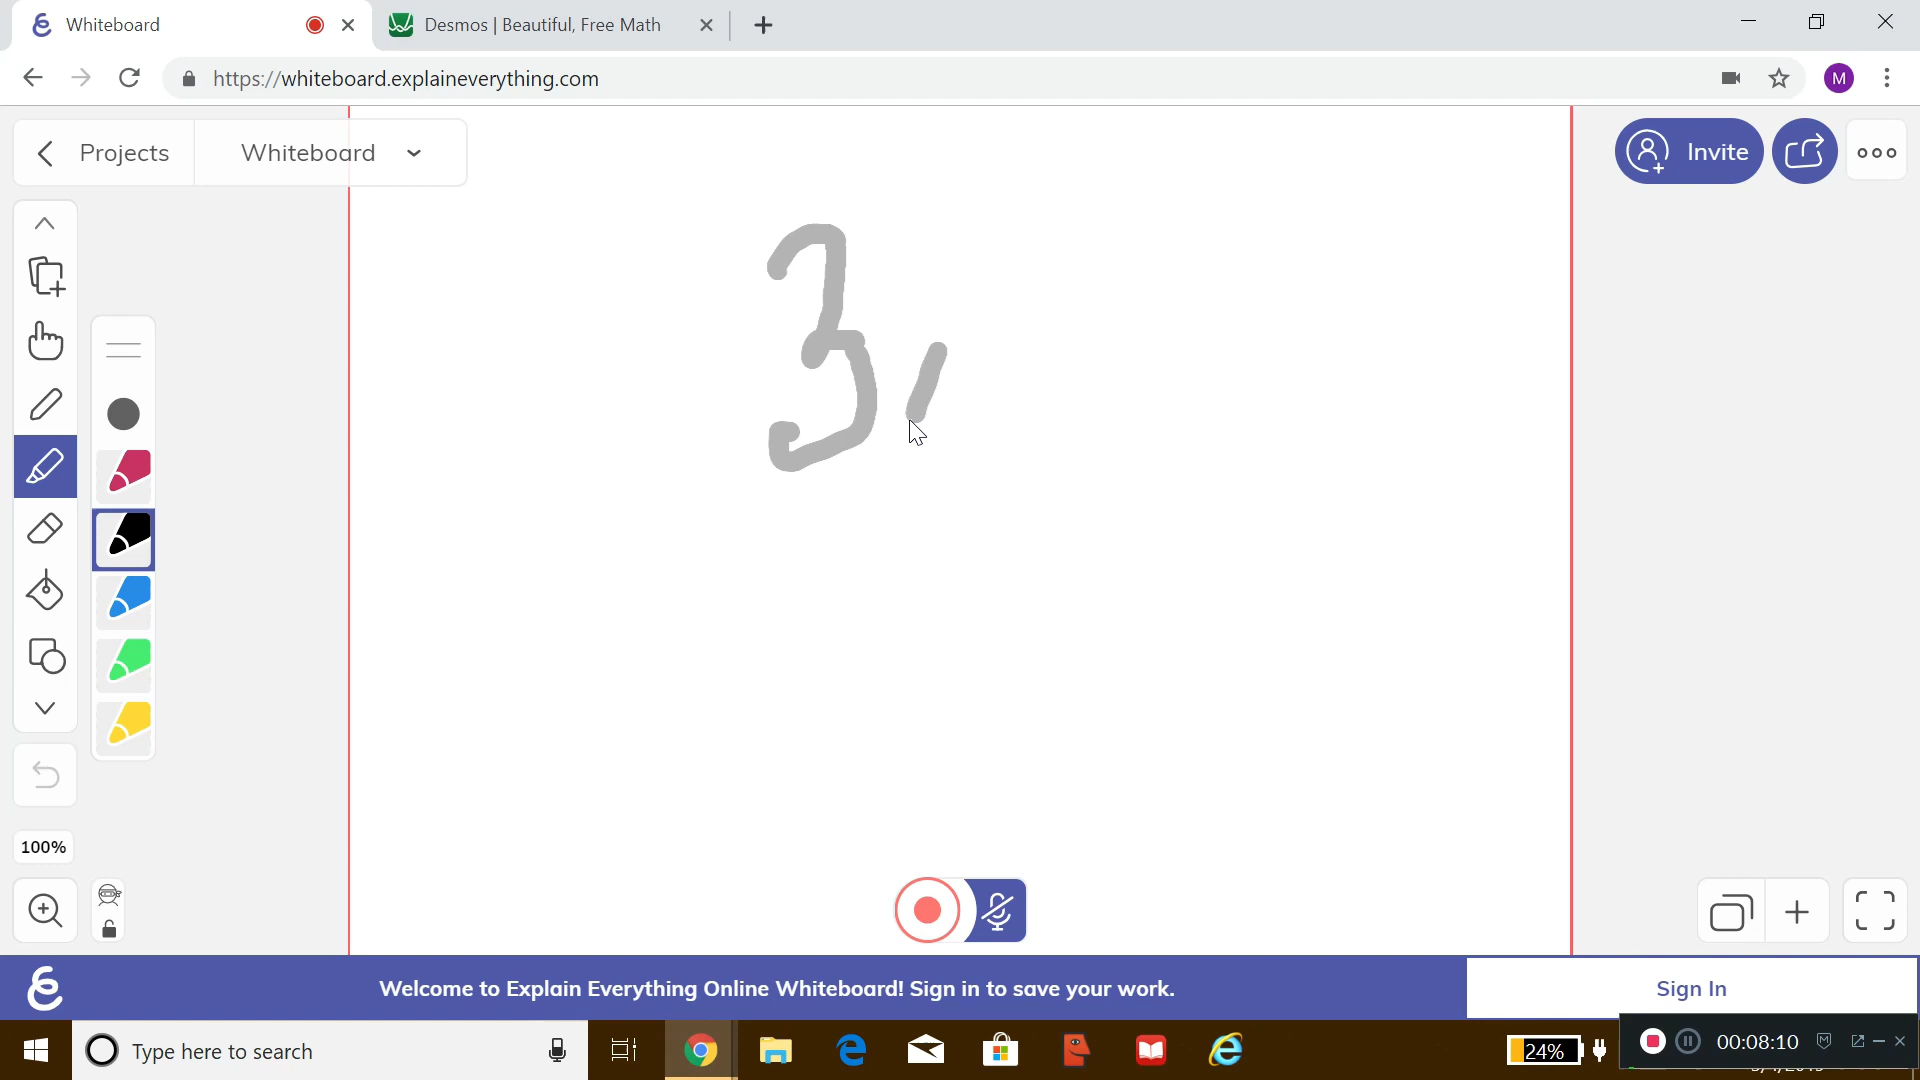 Whiteboard
Desmos | Beautiful, Free Math
https://whiteboard.explaineverything.com
M
Projects
Whiteboard
Invite
3,
100%
Welcome to Explain Everything Online Whiteboard! Sign in to save your work.
Sign In
Type here to search
24%
00:08:10